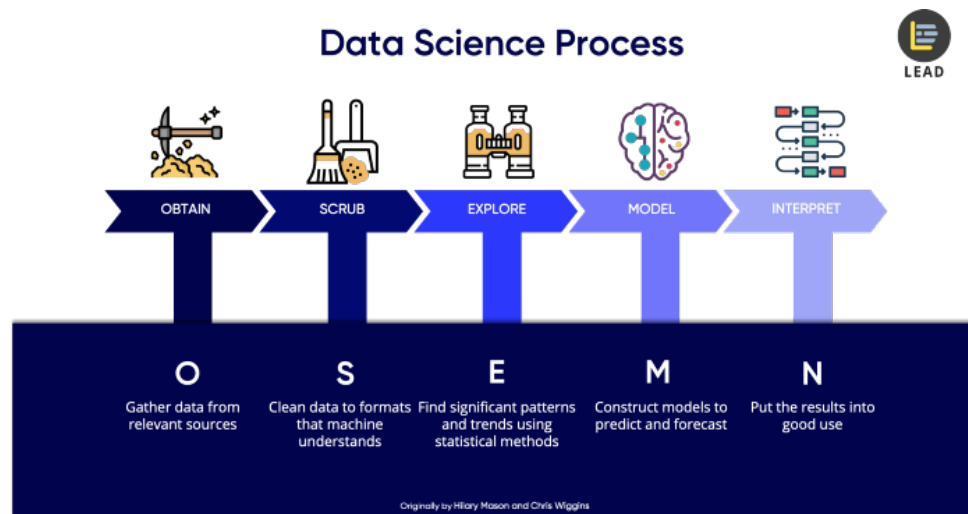 Data Science Process
LEAD
OBTAIN
SCRUB
EXPLORE
MODEL
INTERPRET
O
Gather data from
relevant sources
S
Clean data to formats
that machine
understands
E
Find significant patterns
and trends using
statistical methods
M
Construct models to
predict and forecast
N
Put the results into
good use
Originally by Hilary Mason and Chris Wiggins